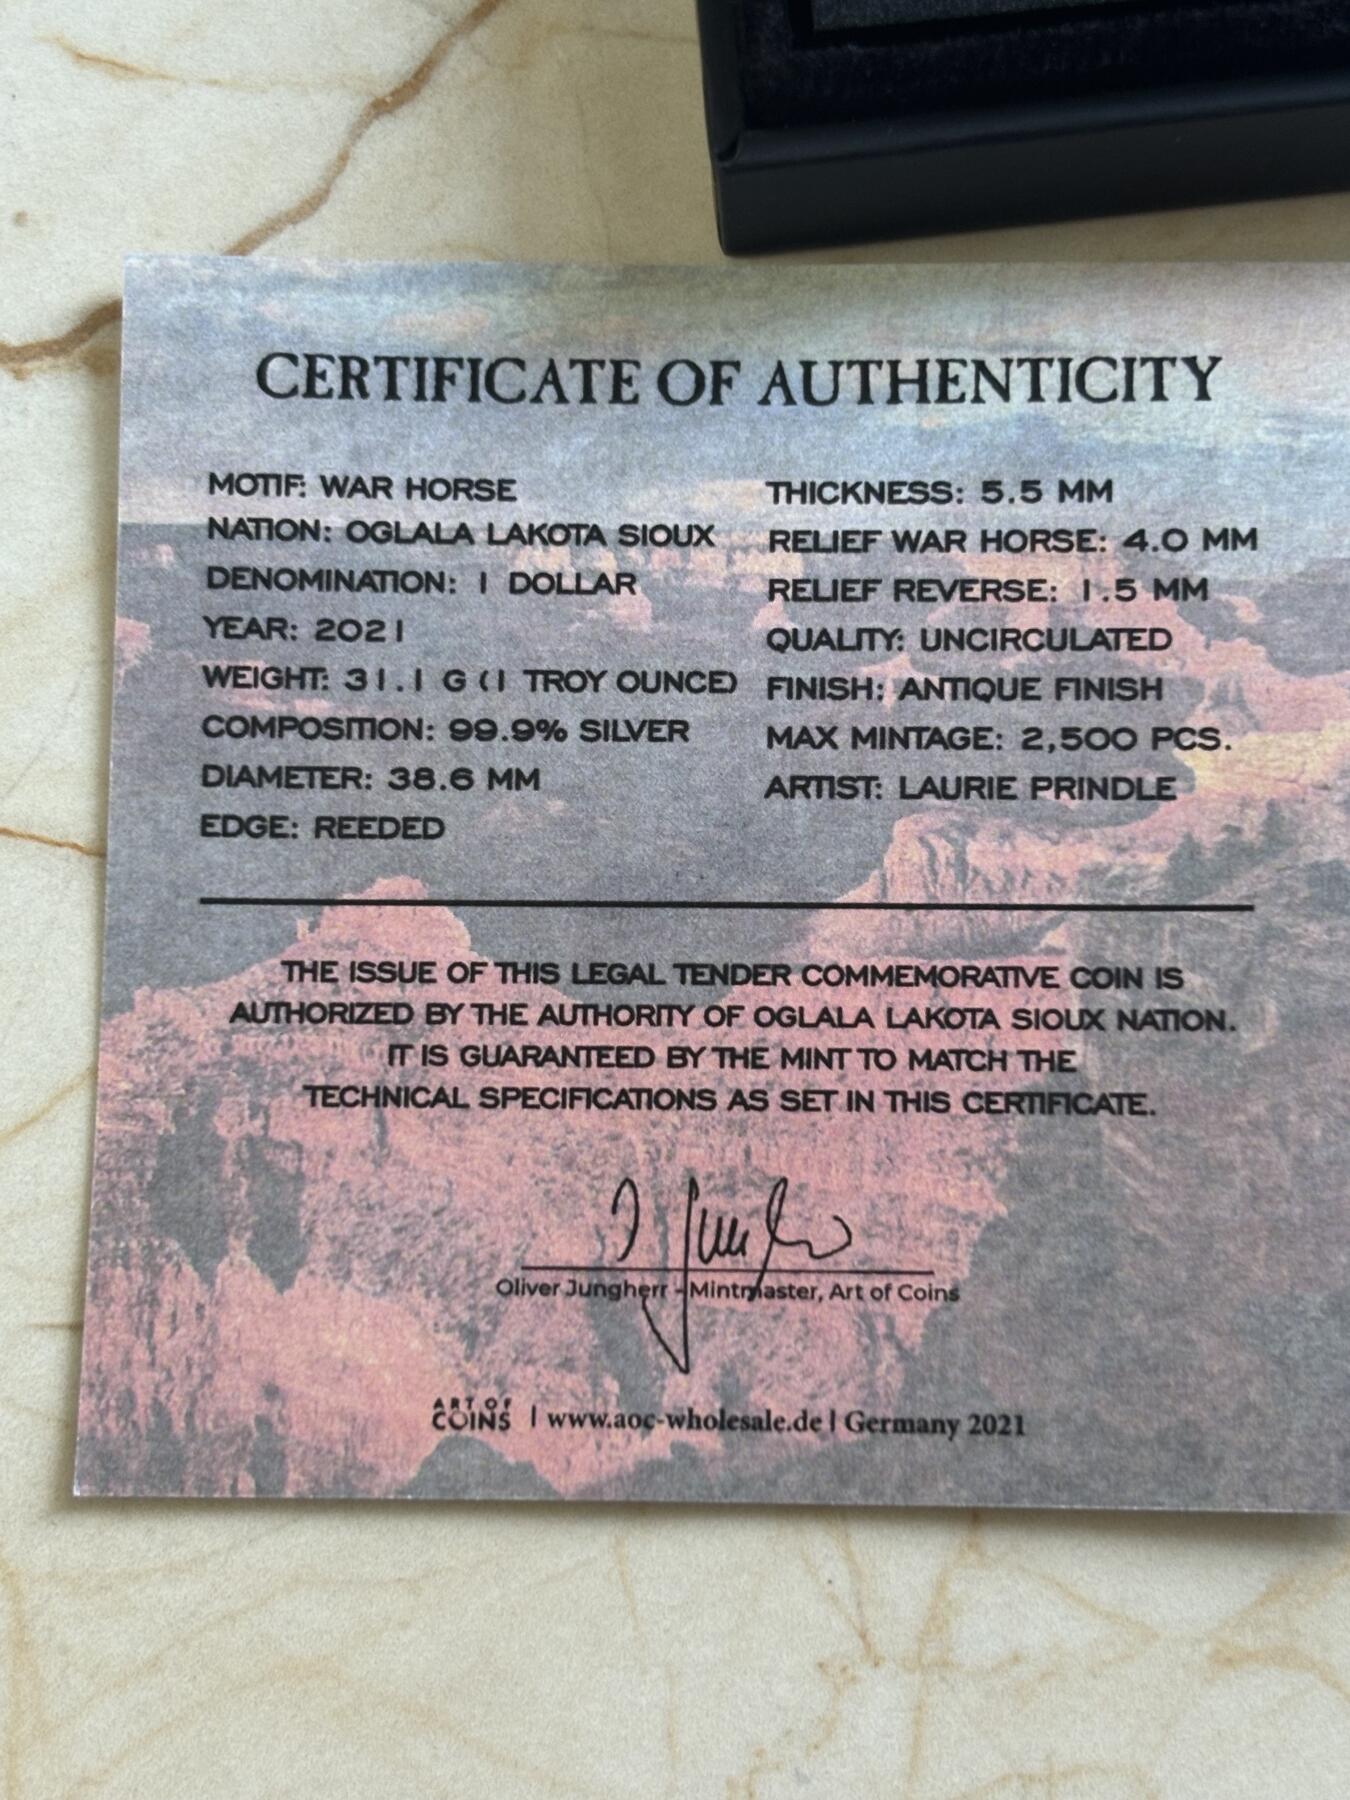 CERTIFICATE OF AUTHENTICITY
MOTIF: WAR HORSE
NATION: OGLALA LAKOTA SIOUX
DENOMINATION: 1 DOLLAR
YEAR: 2021
WEIGHT: 31.1 G (1 TROY OUNCE)
COMPOSITION: 99.9% SILVER
DIAMETER: 38.6 MM
EDGE: REEDED
THICKNESS: 5.5 MM
RELIEF WAR HORSE: 4.0 MM
RELIEF REVERSE: 1.5 MM
QUALITY: UNCIRCULATED
FINISH: ANTIQUE FINISH
MAX MINTAGE: 2,500 PCS.
ARTIST: LAURIE PRINDLE
THE ISSUE OF THIS LEGAL TENDER COMMEMORATIVE COIN IS
AUTHORIZED BY THE AUTHORITY OF OGLALA LAKOTA SIOUX NATION.
IT IS GUARANTEED BY THE MINT TO MATCH THE
TECHNICAL SPECIFICATIONS AS SET IN THIS CERTIFICATE.
Oliver Jungherr - Mintmaster, Art of Coins
ART OF COINS | www.aoc-wholesale.de | Germany 2021